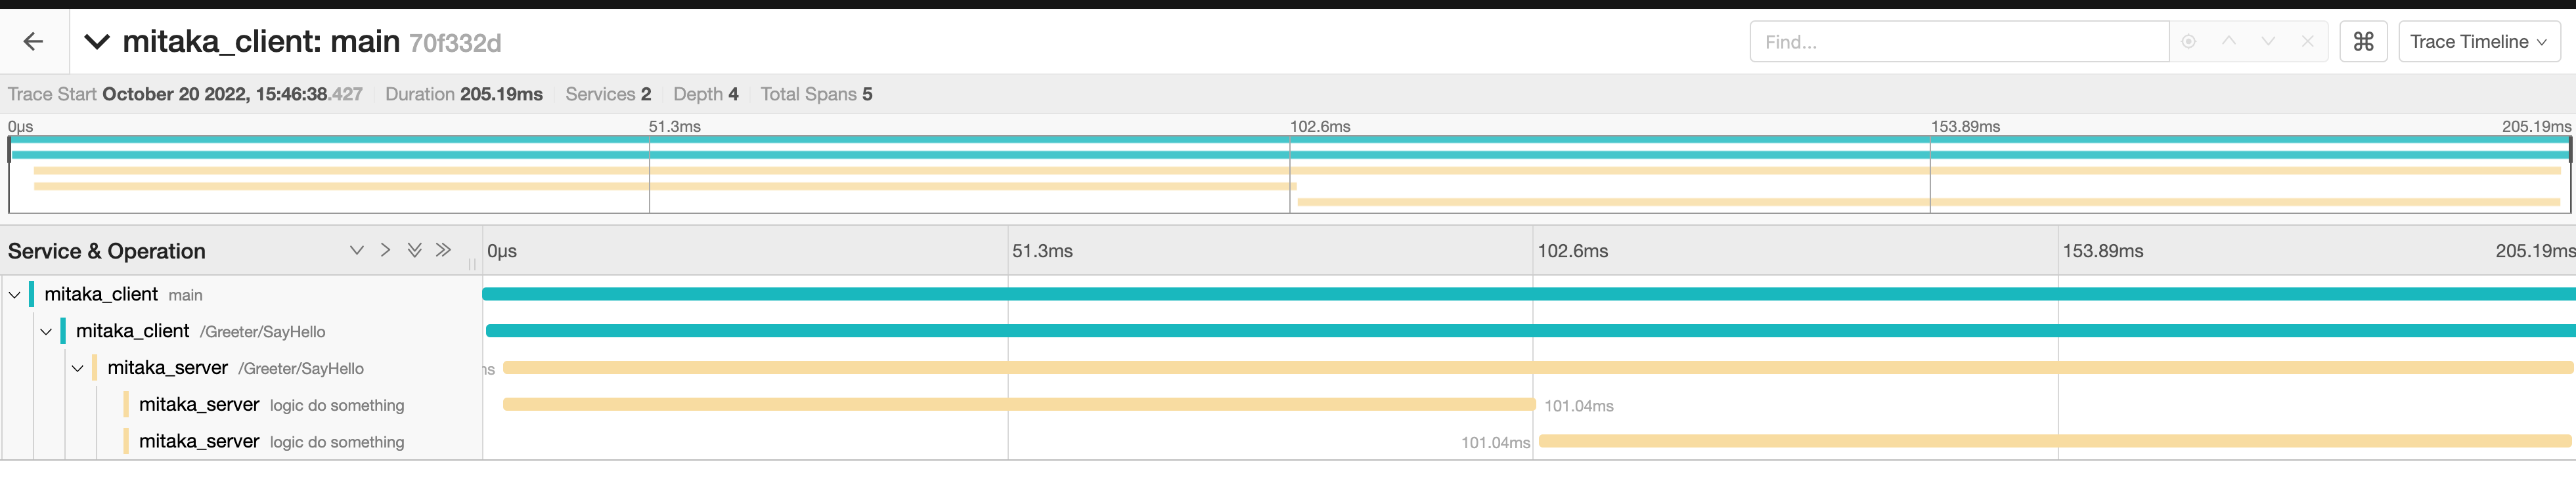 mitaka_client: main 70f332d
Find...
Trace Timeline
Trace Start October 20 2022, 15:46:38.427 Duration 205.19ms Services 2 Depth 4 Total Spans 5
0μs 51.3ms 102.6ms 153.89ms 205.19ms
Service & Operation 0μs 51.3ms 102.6ms 153.89ms 205.19ms
mitaka_client main
mitaka_client /Greeter/SayHello
mitaka_server /Greeter/SayHello
mitaka_server logic do something 101.04ms
mitaka_server logic do something 101.04ms